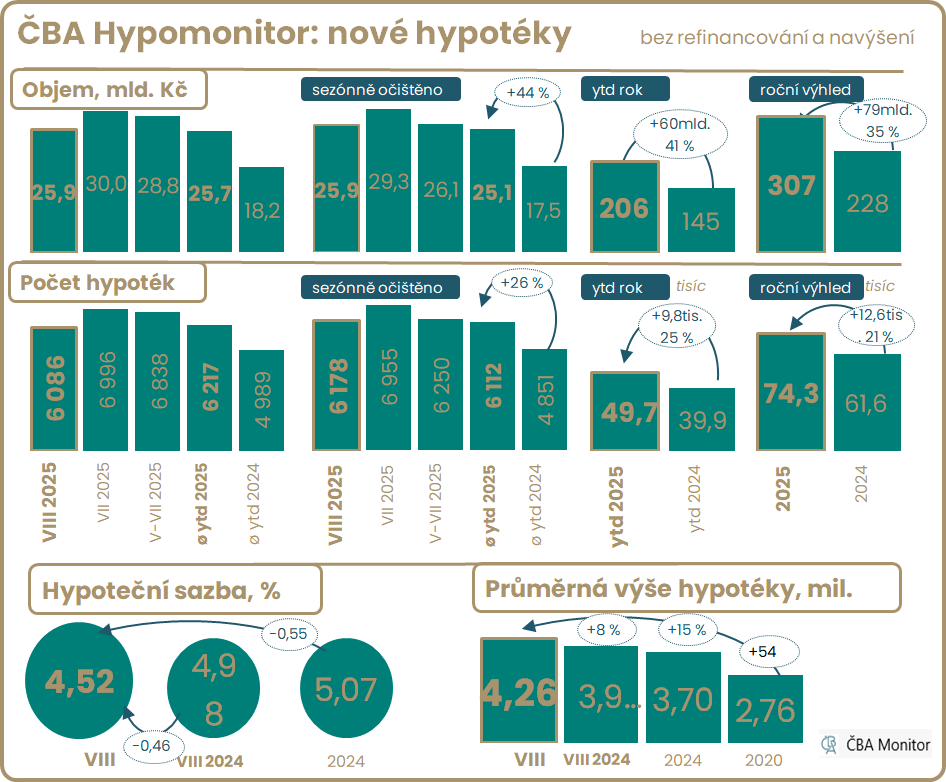 ČBA Hypomonitor: nové hypotéky
bez refinancování a navýšení
Objem, mld. Kč
25,9
30,0
28,8
25,7
18,2
sezónně očištěno
+44 %
25,9
29,3
26,1
25,1
17,5
ytd rok
+60mld.
41 %
206
145
roční výhled
+79mld.
35 %
307
228
Počet hypoték
6 086
6 996
6 838
6 217
4 989
sezónně očištěno
+26 %
6 178
6 955
6 250
6 112
4 851
ytd rok
tisíc
+9,8tis.
25 %
49,7
39,9
roční výhled
tisíc
+12,6tis
. 21 %
74,3
61,6
VIII 2025
VII 2025
V-VII 2025
ø ytd 2025
ø ytd 2024
VIII 2025
VII 2025
V-VII 2025
ø ytd 2025
ø ytd 2024
ytd 2025
ytd 2024
2025
2024
Hypoteční sazba, %
-0,55
4,52
4,9
8
5,07
-0,46
VIII
VIII 2024
2024
Průměrná výše hypotéky, mil.
+8 %
+15 %
+54
4,26
3,9...
3,70
2,76
VIII
VIII 2024
2024
2020
ČBA Monitor